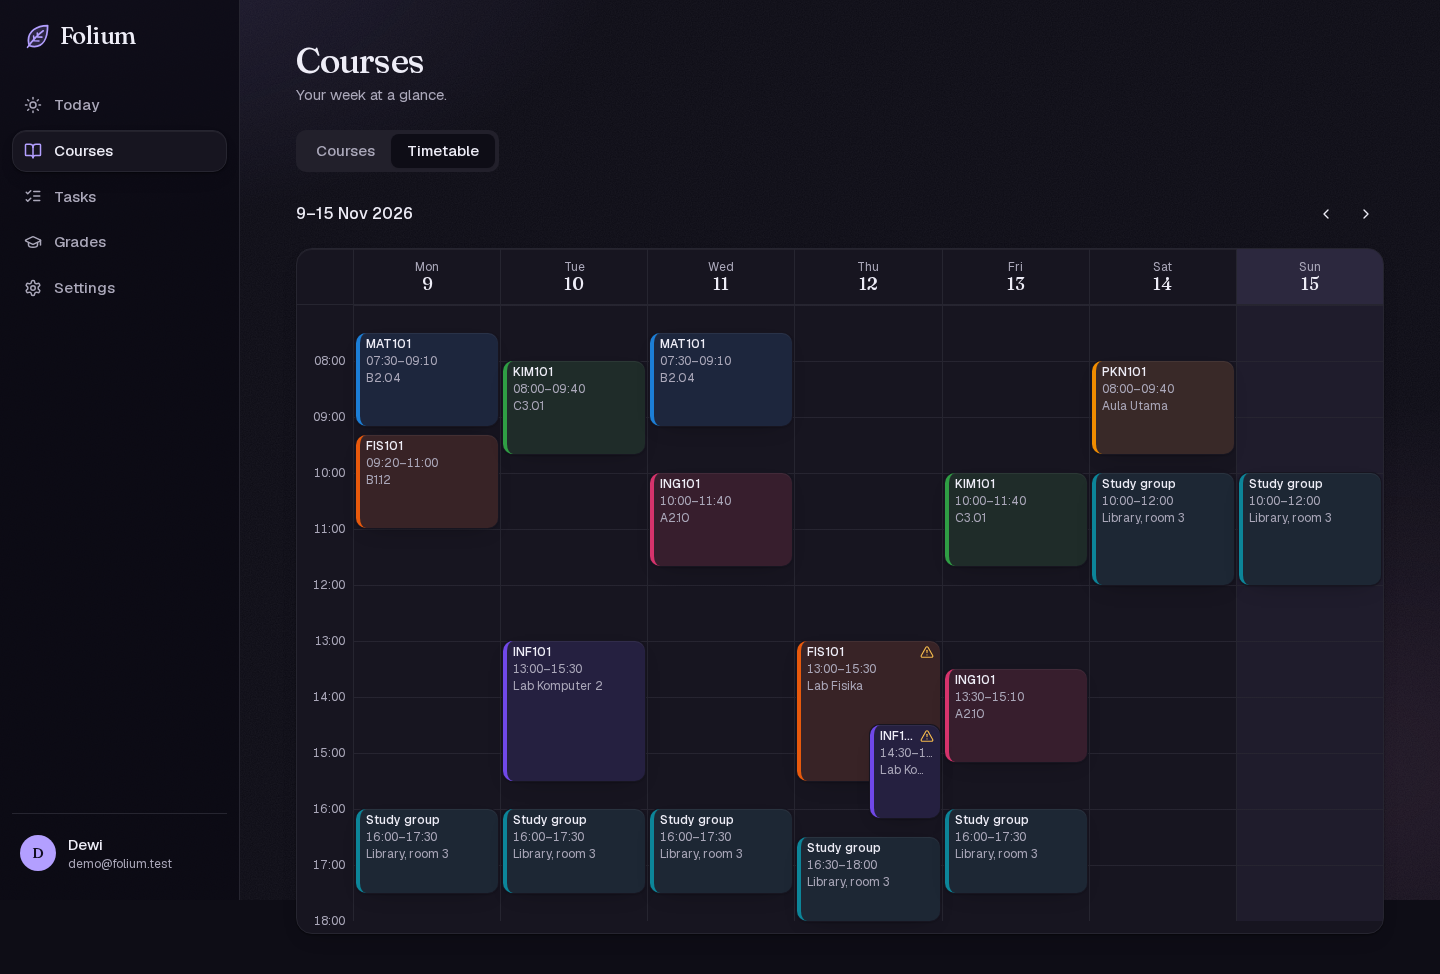 Folium
Today
Courses
Tasks
Grades
Settings
Dewi
D
demo@folium.test
Courses
Your week at a glance.
Courses
Timetable
9–15 Nov 2026
Mon
9
Tue
10
Wed
11
Thu
12
Fri
13
Sat
14
Sun
15
08:00
09:00
10:00
11:00
12:00
13:00
14:00
15:00
16:00
17:00
18:00
MAT101
07:30–09:10
B2.04
FIS101
09:20–11:00
B1.12
Study group
16:00–17:30
Library, room 3
KIM101
08:00–09:40
C3.01
INF101
13:00–15:30
Lab Komputer 2
Study group
16:00–17:30
Library, room 3
MAT101
07:30–09:10
B2.04
ING101
10:00–11:40
A2.10
Study group
16:00–17:30
Library, room 3
FIS101
13:00–15:30
Lab Fisika
INF1...
14:30–1...
Lab Ko...
Study group
16:30–18:00
Library, room 3
KIM101
10:00–11:40
C3.01
ING101
13:30–15:10
A2.10
Study group
16:00–17:30
Library, room 3
PKN101
08:00–09:40
Aula Utama
Study group
10:00–12:00
Library, room 3
Study group
10:00–12:00
Library, room 3